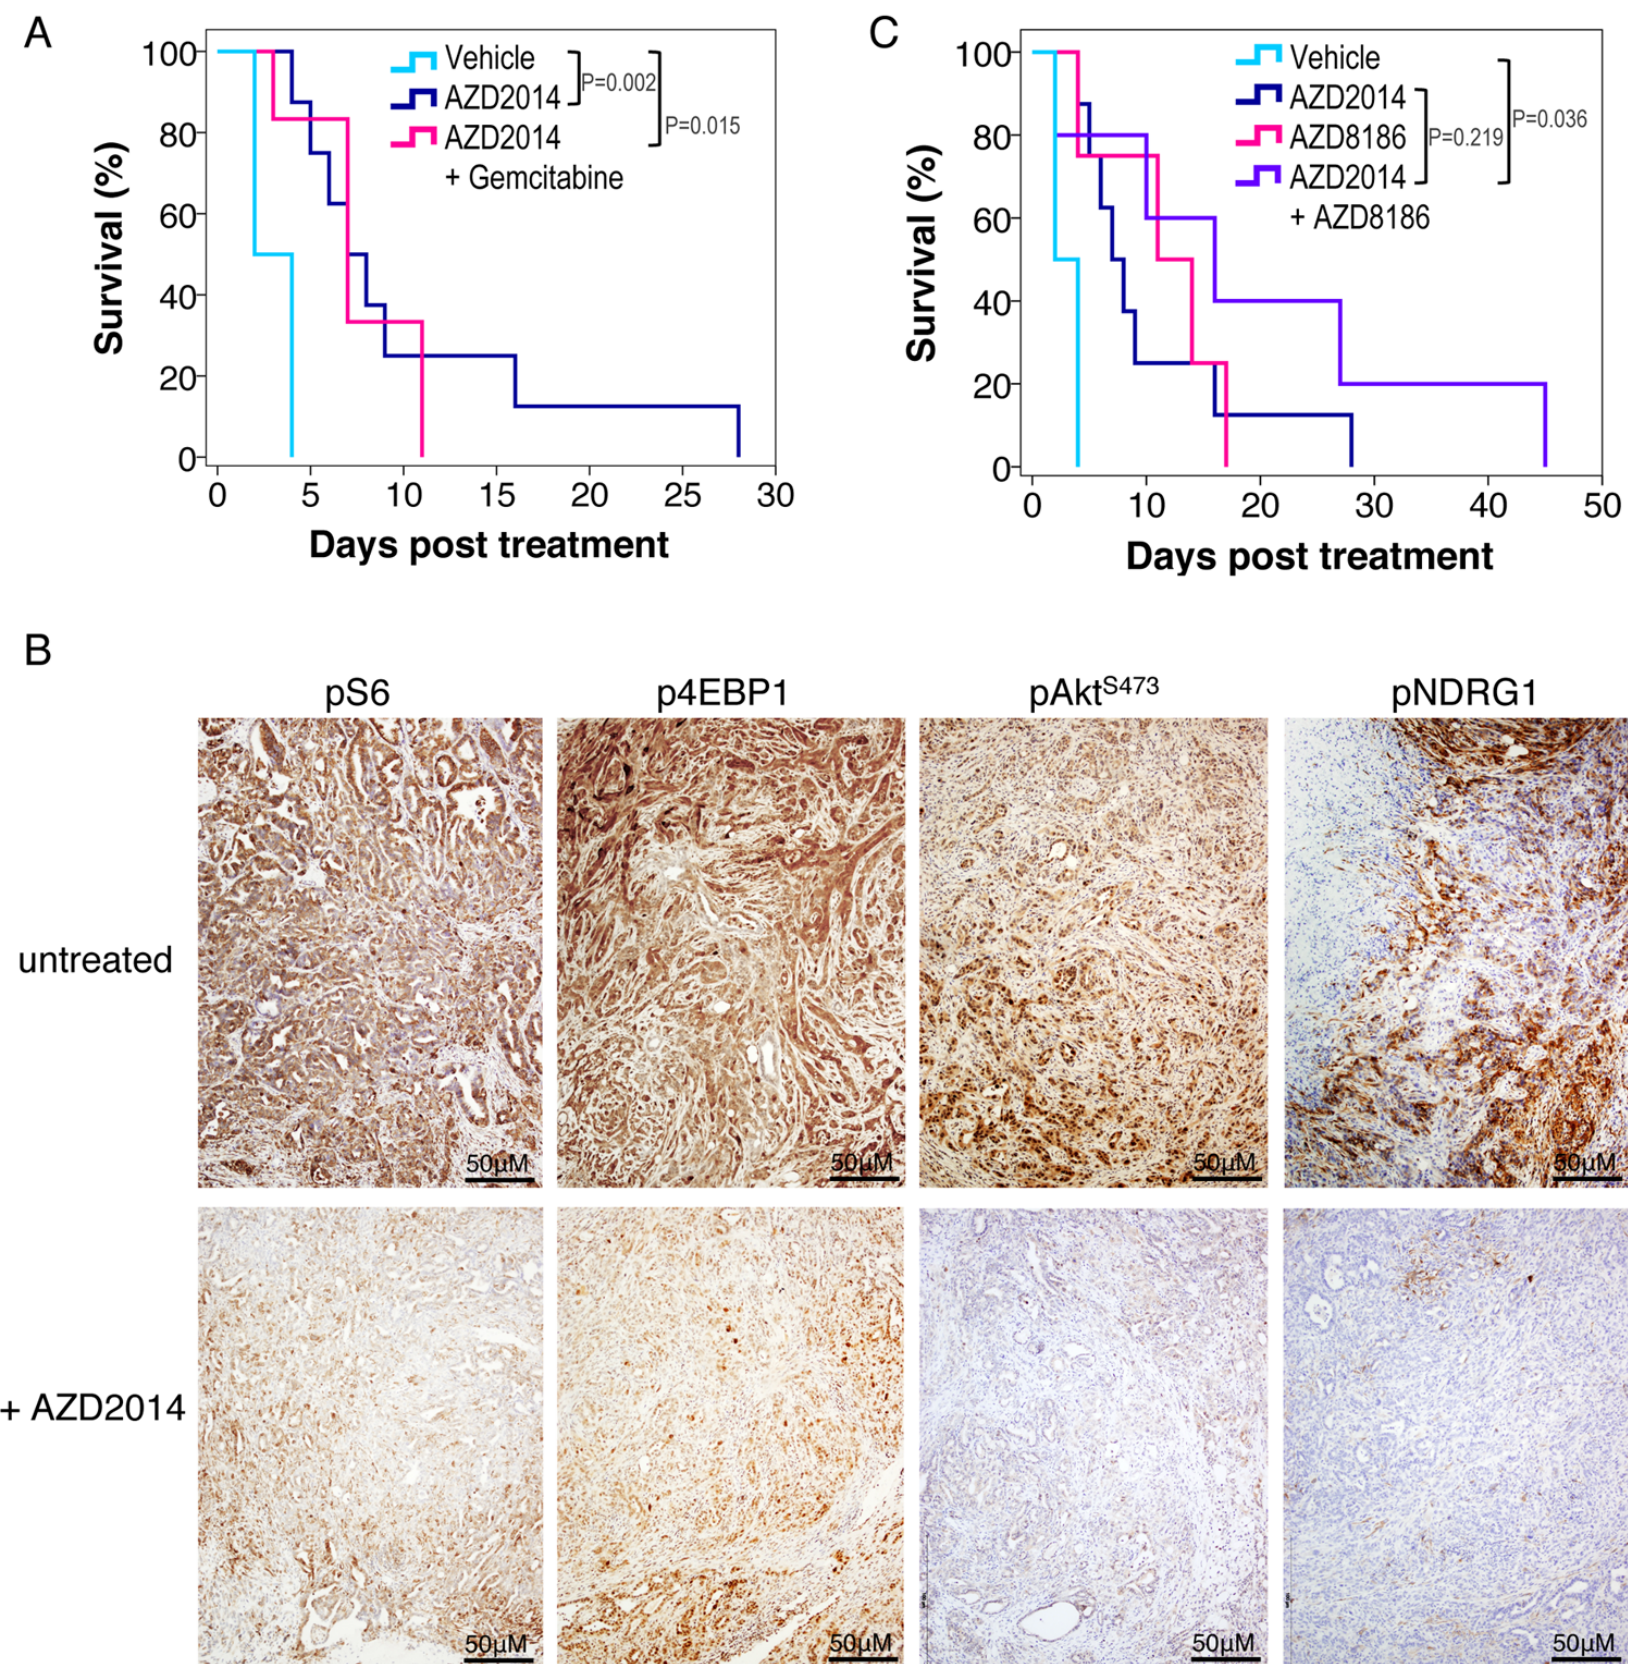 A
100
80
60
40
20
0
Survival (%)
0 5 10 15 20 25 30
Days post treatment
Vehicle
AZD2014
AZD2014
+ Gemcitabine
P=0.002
P=0.015
C
100
80
60
40
20
0
Survival (%)
0 10 20 30 40 50
Days post treatment
Vehicle
AZD2014
AZD8186
AZD2014
+ AZD8186
P=0.219
P=0.036
B
pS6 p4EBP1 pAktS473 pNDRG1
untreated
50µM 50µM 50µM 50µM
+ AZD2014
50µM 50µM 50µM 50µM